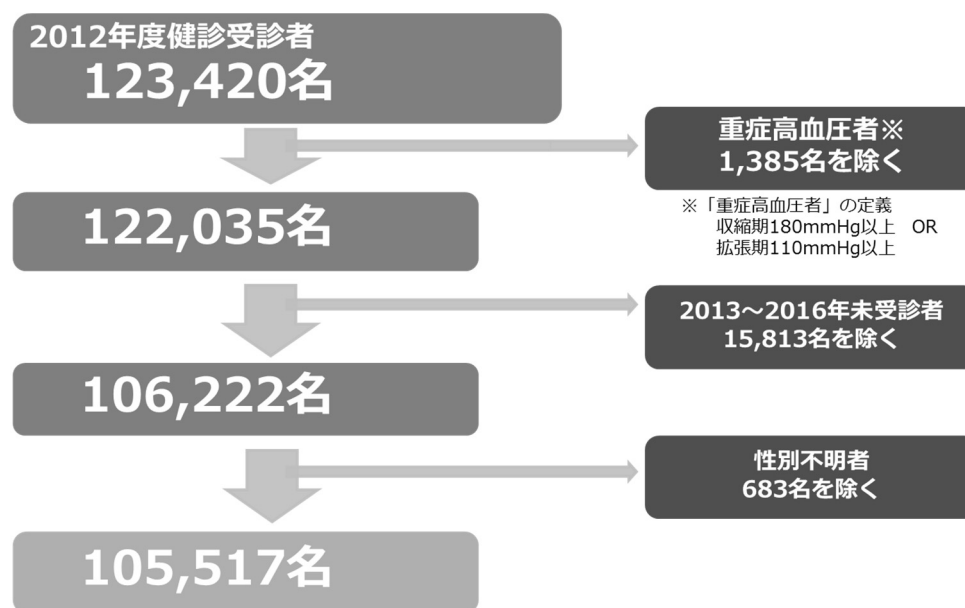 2012年度健診受診者
123,420名
重症高血圧者※
1,385名を除く
※「重症高血圧者」の定義
収縮期180mmHg以上　OR
拡張期110mmHg以上
122,035名
2013～2016年未受診者
15,813名を除く
106,222名
性別不明者
683名を除く
105,517名